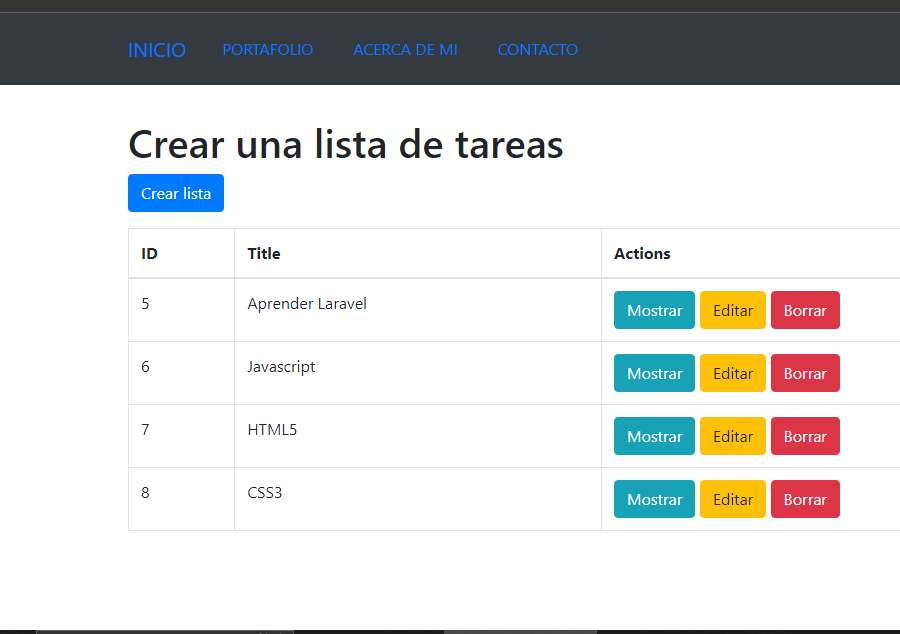 INICIO PORTAFOLIO ACERCA DE MI CONTACTO
Crear una lista de tareas
Crear lista
ID Title Actions
5 Aprender Laravel Mostrar Editar Borrar
6 Javascript Mostrar Editar Borrar
7 HTML5 Mostrar Editar Borrar
8 CSS3 Mostrar Editar Borrar